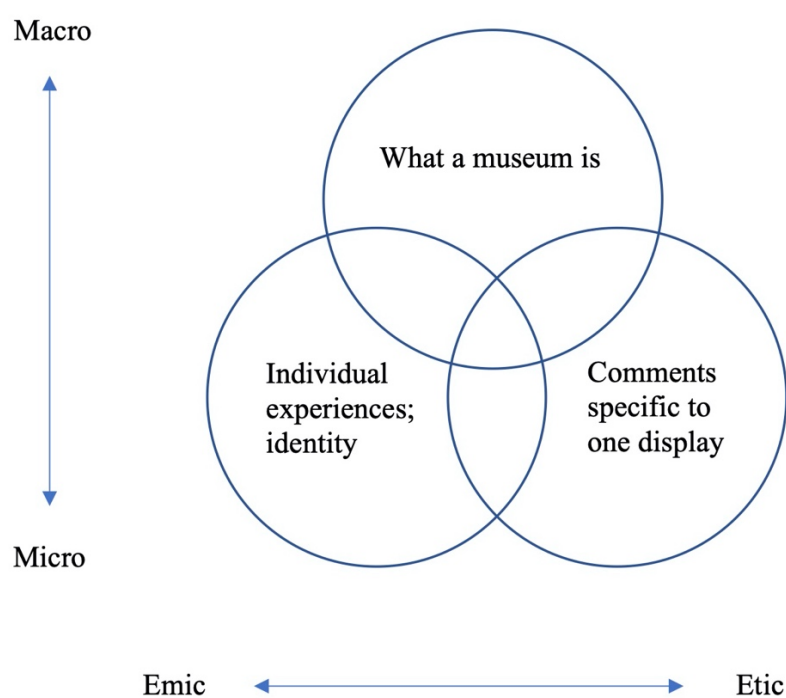 Macro
What a museum is
Individual
experiences;
identity
Comments
specific to
one display
Micro
Emic
Etic